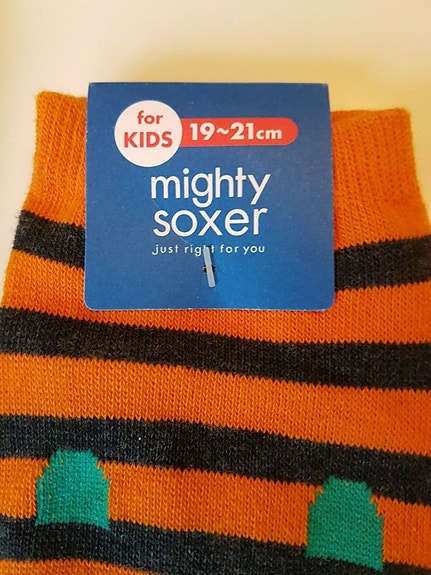 for
KIDS
19~21cm
mighty
soxer
just right for you